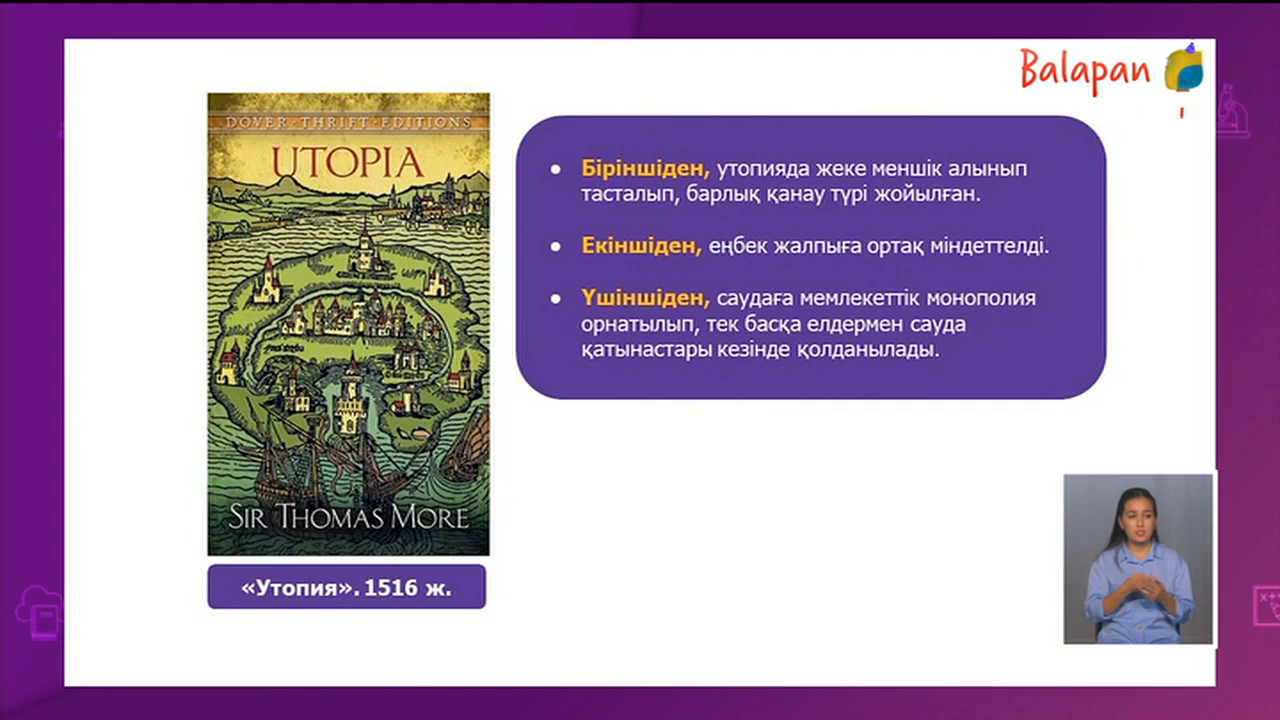 Balapan
DOVER · THRIFT · EDITIONS
UTOPIA
SIR THOMAS MORE
«Утопия». 1516 ж.
• Біріншіден, утопияда жеке меншік алынып
тасталып, барлық қанау түрі жойылған.
• Екіншіден, еңбек жалпыға ортақ міндеттелді.
• Үшіншіден, саудаға мемлекеттік монополия
орнатылып, тек басқа елдермен сауда
қатынастары кезінде қолданылады.